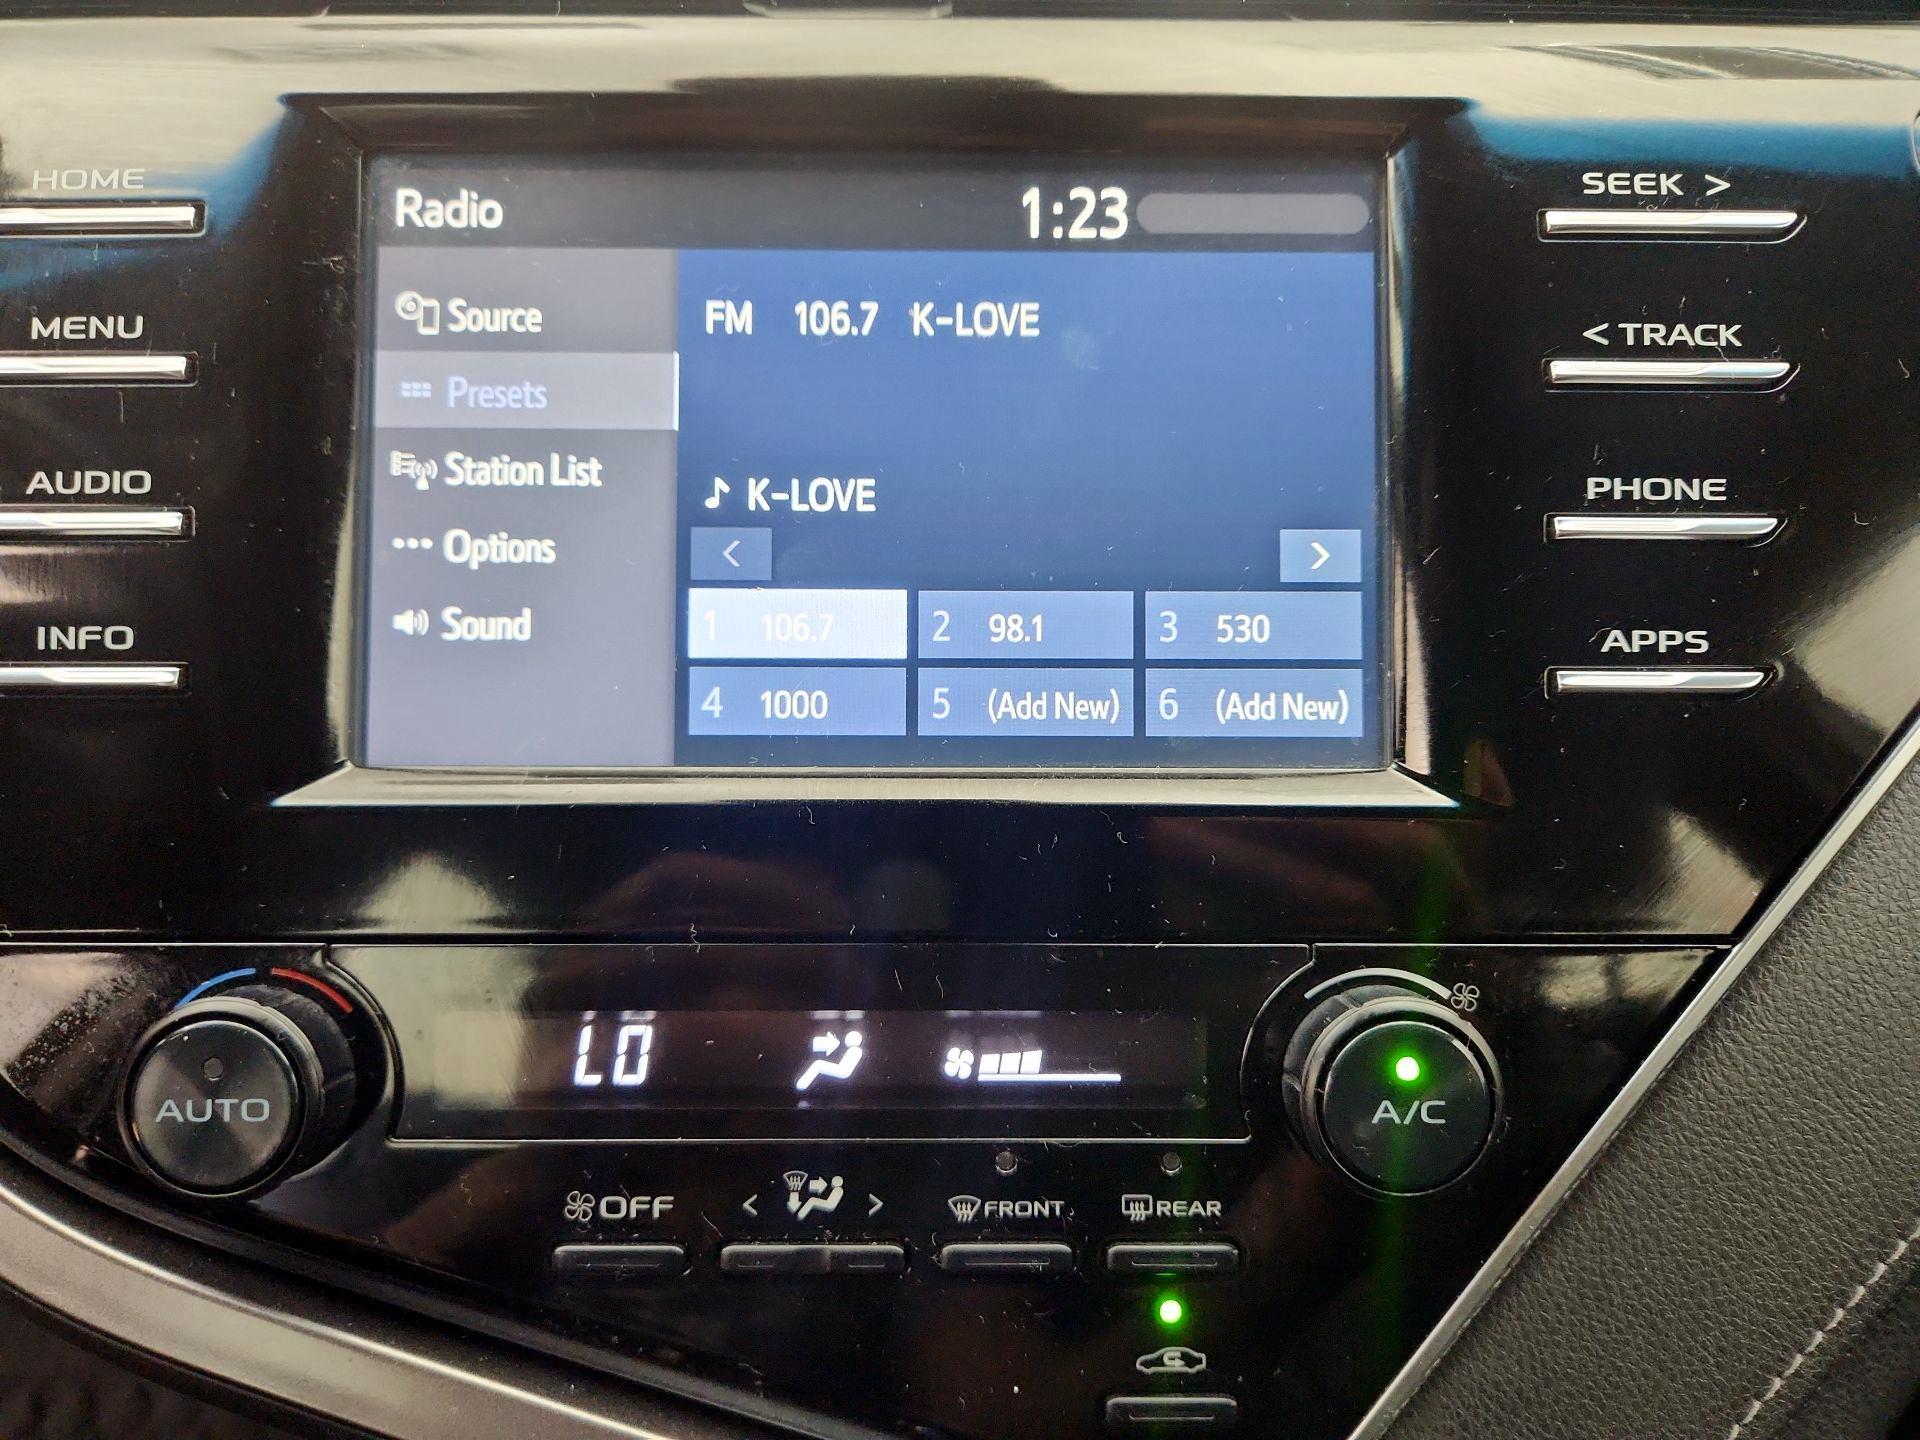 HOME
MENU
AUDIO
INFO
Radio
1:23
Source
Presets
Station List
Options
Sound
FM 106.7 K-LOVE
K-LOVE
< >
1 106.7
2 98.1
3 530
4 1000
5 (Add New)
6 (Add New)
SEEK >
< TRACK
PHONE
APPS
AUTO
LO
A/C
OFF
< >
FRONT
REAR